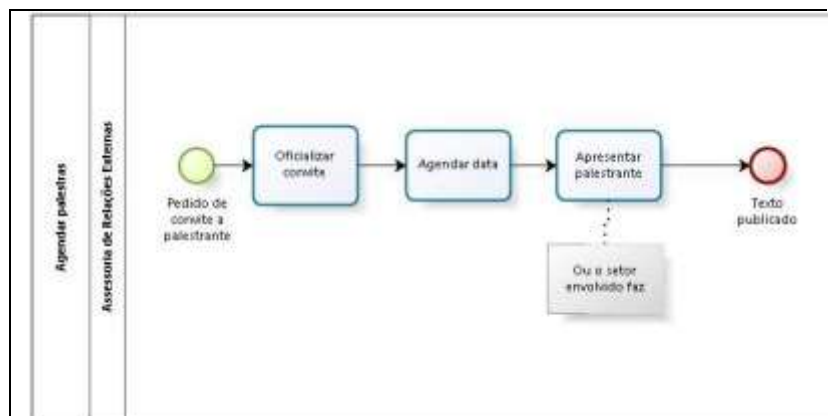 Agendar palestras
Assessoria de Relações Externas
Pedido de
convite a
palestrante
Oficializar
convite
Agendar data
Apresentar
palestrante
Ou o setor
envolvido faz
Texto
publicado